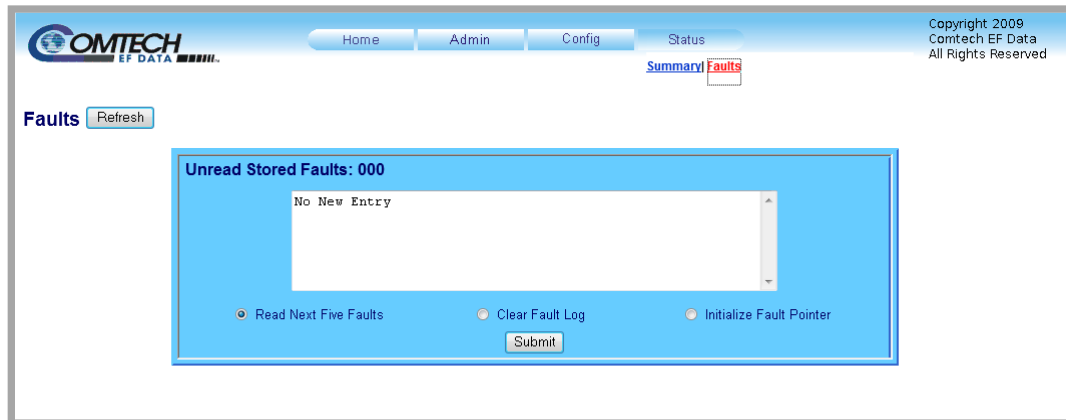 COMTECH
EF DATA
Home Admin Config Status
Copyright 2009
Comtech EF Data
All Rights Reserved
Summary| Faults
Faults Refresh
Unread Stored Faults: 000
No New Entry
Read Next Five Faults Clear Fault Log Initialize Fault Pointer
Submit